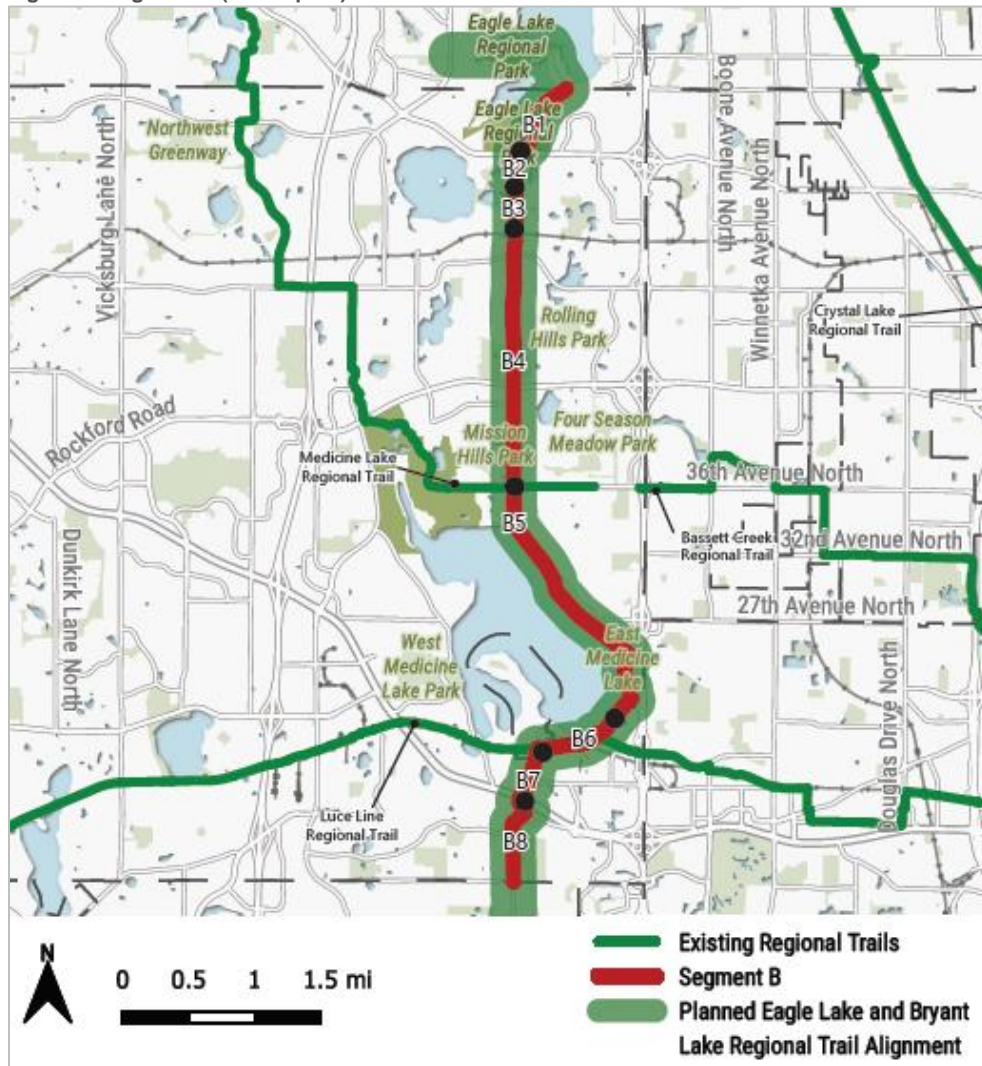 Eagle Lake
Regional
Park
Eagle Lake
Regional
B1
B2
B3
Northwest
Greenway
Vicksburg Lane North
Boone Avenue North
Winnetka Avenue North
Crystal Lake
Regional Trail
Rolling
Hills Park
B4
Rockford Road
Mission
Hills Park
Four Season
Meadow Park
Medicine Lake
Regional Trail
36th Avenue North
B5
Bassett Creek
Regional Trail
32nd Avenue North
27th Avenue North
Dunkirk Lane North
West
Medicine
Lake Park
East
Medicine
Lake
B6
B7
Douglas Drive North
Luce Line
Regional Trail
B8
N
0 0.5 1 1.5 mi
Existing Regional Trails
Segment B
Planned Eagle Lake and Bryant
Lake Regional Trail Alignment